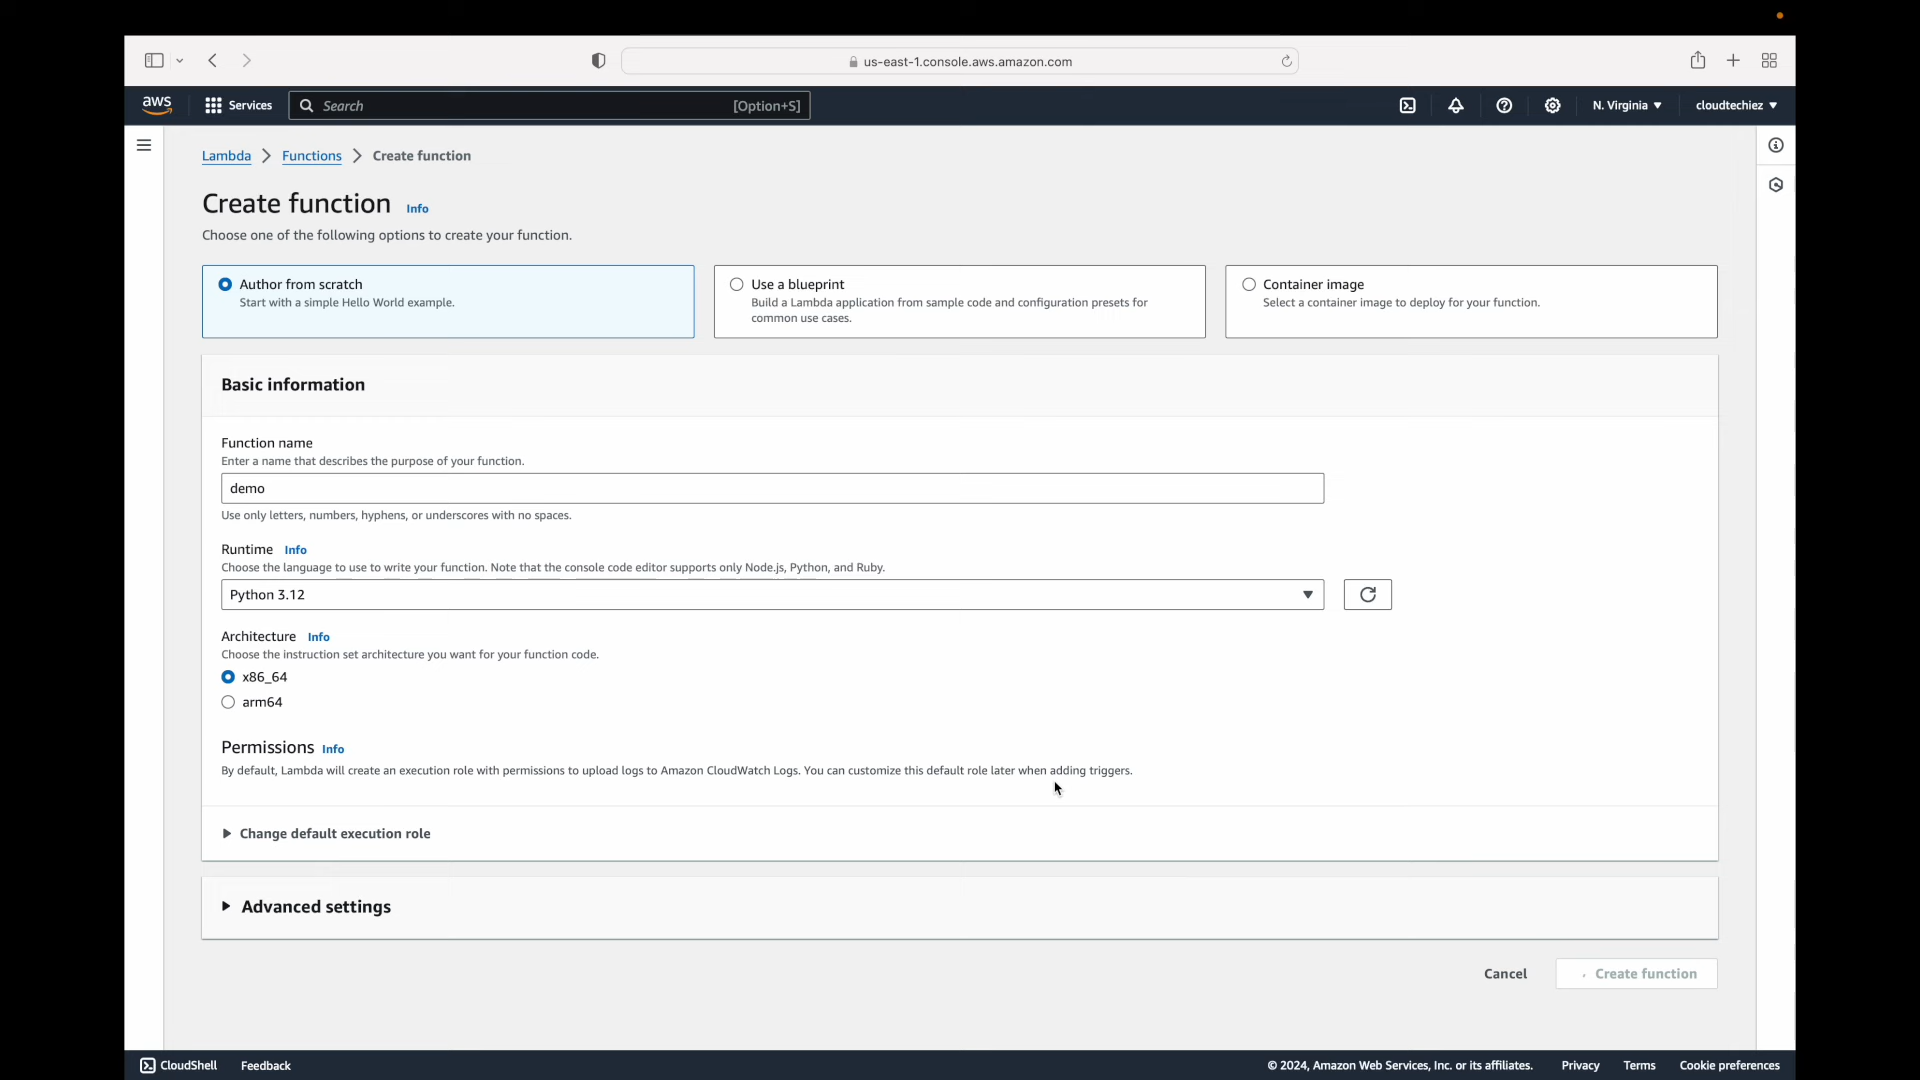 us-east-1.console.aws.amazon.com
aws
Services
Search
[Option+S]
N. Virginia
cloudtechiez
Lambda
Functions
Create function
Create function
Info
Choose one of the following options to create your function.
Author from scratch
Start with a simple Hello World example.
Use a blueprint
Build a Lambda application from sample code and configuration presets for
common use cases.
Container image
Select a container image to deploy for your function.
Basic information
Function name
Enter a name that describes the purpose of your function.
demo
Use only letters, numbers, hyphens, or underscores with no spaces.
Runtime Info
Choose the language to use to write your function. Note that the console code editor supports only Node.js, Python, and Ruby.
Python 3.12
Architecture Info
Choose the instruction set architecture you want for your function code.
x86_64
arm64
Permissions Info
By default, Lambda will create an execution role with permissions to upload logs to Amazon CloudWatch Logs. You can customize this default role later when adding triggers.
Change default execution role
Advanced settings
Cancel
Create function
CloudShell
Feedback
© 2024, Amazon Web Services, Inc. or its affiliates.
Privacy
Terms
Cookie preferences